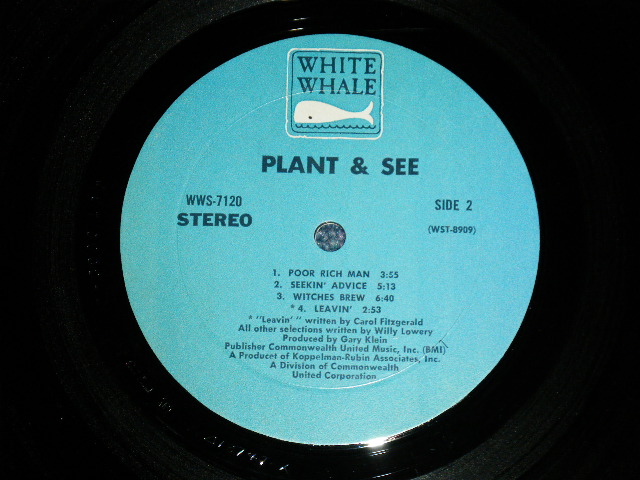 WHITE
WHALE
PLANT & SEE
WWS-7120
STEREO
SIDE 2
(WST-8909)
1. POOR RICH MAN 3:55
2. SEEKIN' ADVICE 5:13
3. WITCHES BREW 6:40
* 4. LEAVIN' 2:53
* "Leavin' " written by Carol Fitzgerald
All other selections written by Willy Lowery
Produced by Gary Klein
Publisher Commonwealth United Music, Inc. (BMI)
A Producet of Koppelman-Rubin Associates, Inc.
A Division of Commonwealth
United Corporation